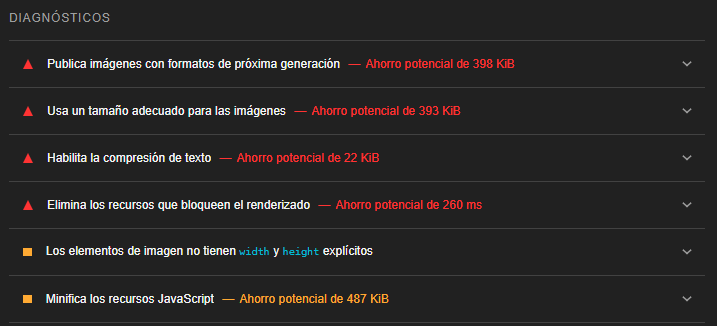 DIAGNÓSTICOS
Publica imágenes con formatos de próxima generación — Ahorro potencial de 398 KiB
Usa un tamaño adecuado para las imágenes — Ahorro potencial de 393 KiB
Habilita la compresión de texto — Ahorro potencial de 22 KiB
Elimina los recursos que bloqueen el renderizado — Ahorro potencial de 260 ms
Los elementos de imagen no tienen width y height explícitos
Minifica los recursos JavaScript — Ahorro potencial de 487 KiB